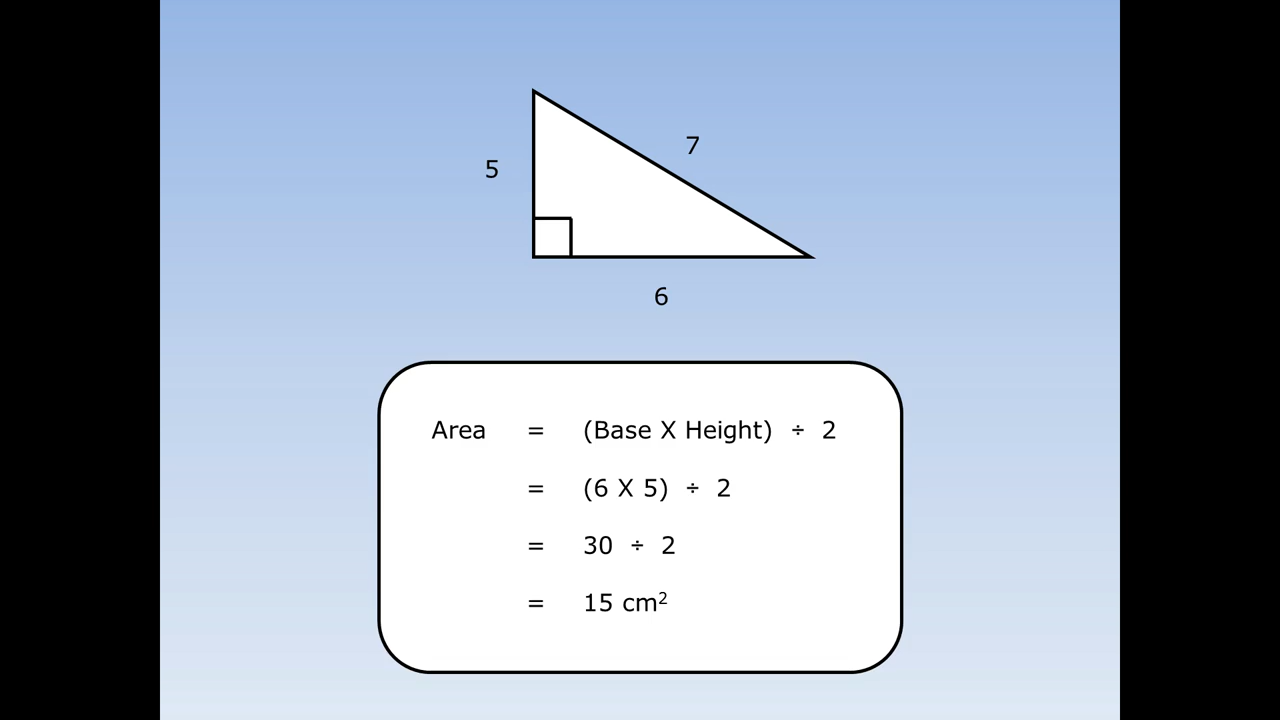 7
5
6
Area = (Base X Height) ÷ 2
= (6 X 5) ÷ 2
= 30 ÷ 2
= 15 cm²